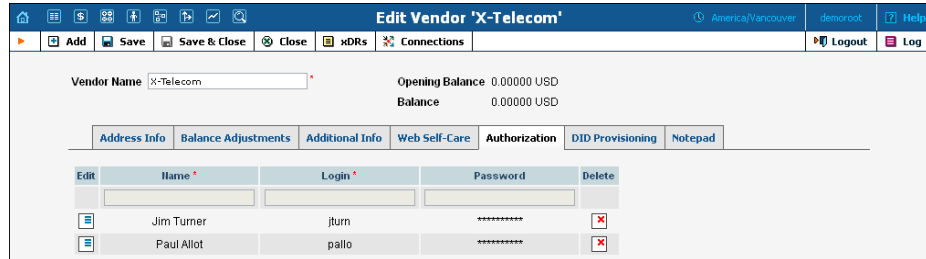 Edit Vendor 'X-Telecom' America/Vancouver demoroot ? Help
Add Save Save & Close Close xDRs Connections Logout Log
Vendor Name X-Telecom * Opening Balance 0.00000 USD
Balance 0.00000 USD
Address Info Balance Adjustments Additional Info Web Self-Care Authorization DID Provisioning Notepad
Edit Name * Login * Password Delete
Jim Turner jturn **********
Paul Allot pallo **********